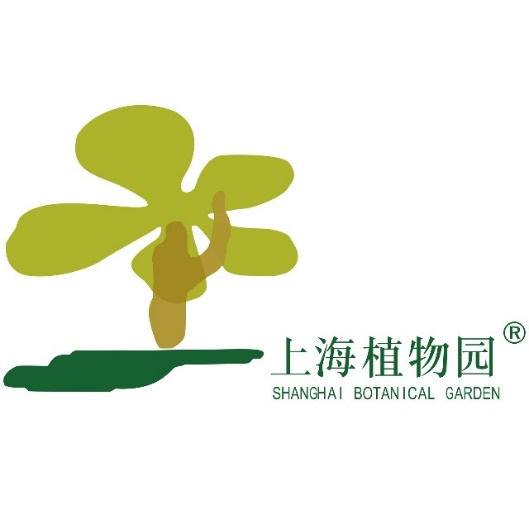 上海植物园®
SHANGHAI BOTANICAL GARDEN